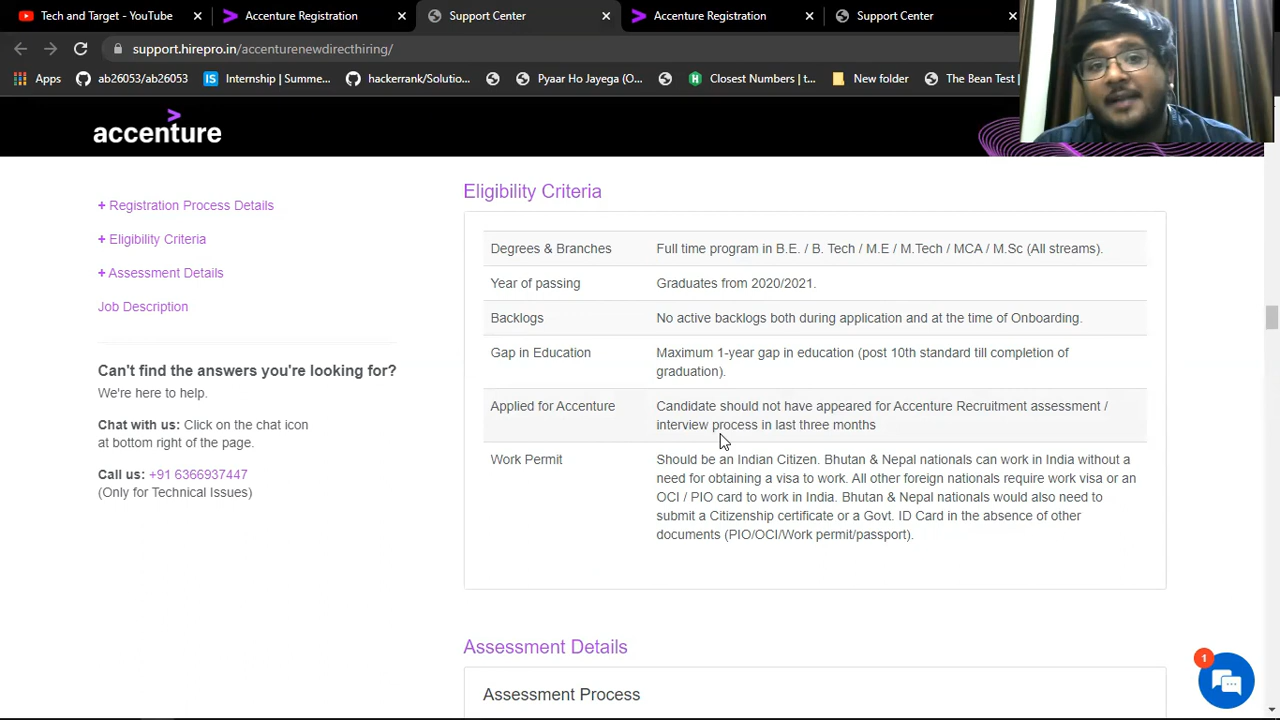 Tech and Target - YouTube
Accenture Registration
Support Center
Accenture Registration
Support Center
support.hirepro.in/accenturenewdirecthiring/
Apps
ab26053/ab26053
IS
Internship | Summe...
hackerrank/Solutio...
Pyaar Ho Jayega (O...
H
Closest Numbers | t...
New folder
The Bean Test |
accenture
+ Registration Process Details
+ Eligibility Criteria
+ Assessment Details
Job Description
Can't find the answers you're looking for?
We're here to help.
Chat with us: Click on the chat icon
at bottom right of the page.
Call us: +91 6366937447
(Only for Technical Issues)
Eligibility Criteria
Degrees & Branches Full time program in B.E. / B. Tech / M.E / M.Tech / MCA / M.Sc (All streams).
Year of passing Graduates from 2020/2021.
Backlogs No active backlogs both during application and at the time of Onboarding.
Gap in Education Maximum 1-year gap in education (post 10th standard till completion of
graduation).
Applied for Accenture Candidate should not have appeared for Accenture Recruitment assessment /
interview process in last three months
Work Permit Should be an Indian Citizen. Bhutan & Nepal nationals can work in India without a
need for obtaining a visa to work. All other foreign nationals require work visa or an
OCI / PIO card to work in India. Bhutan & Nepal nationals would also need to
submit a Citizenship certificate or a Govt. ID Card in the absence of other
documents (PIO/OCI/Work permit/passport).
Assessment Details
Assessment Process
1